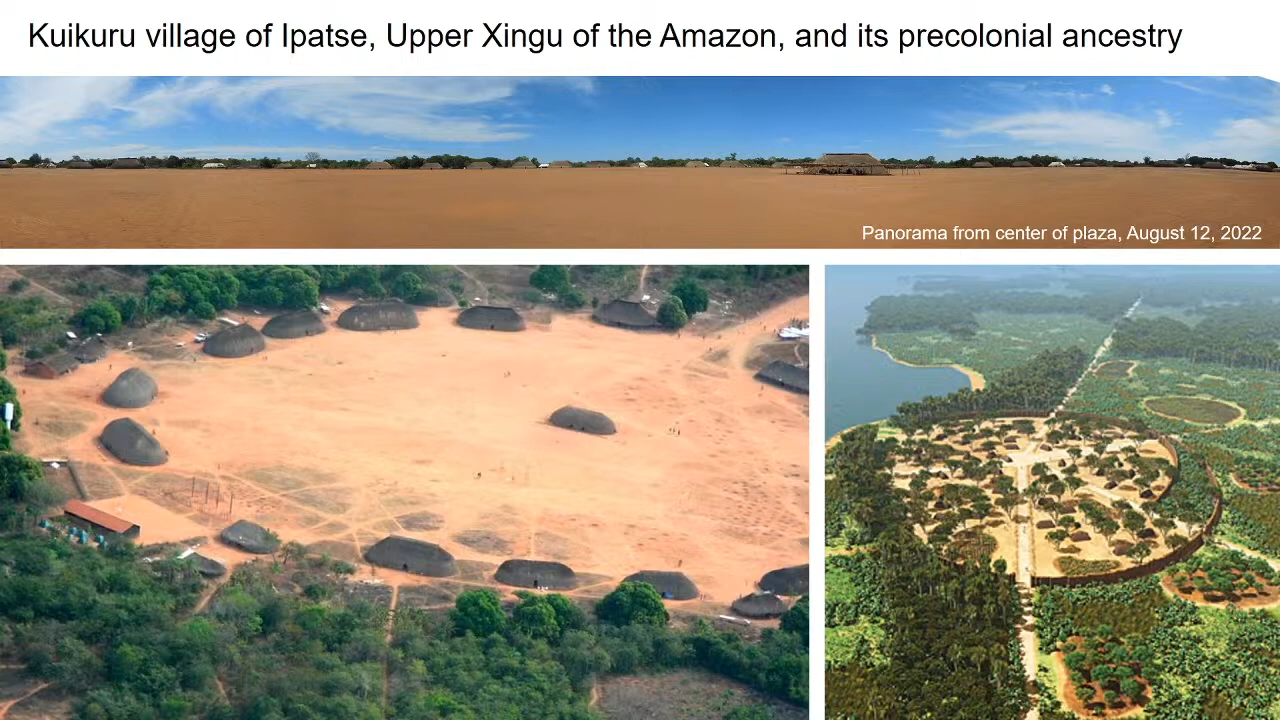 Kuikuru village of Ipatse, Upper Xingu of the Amazon, and its precolonial ancestry
Panorama from center of plaza, August 12, 2022